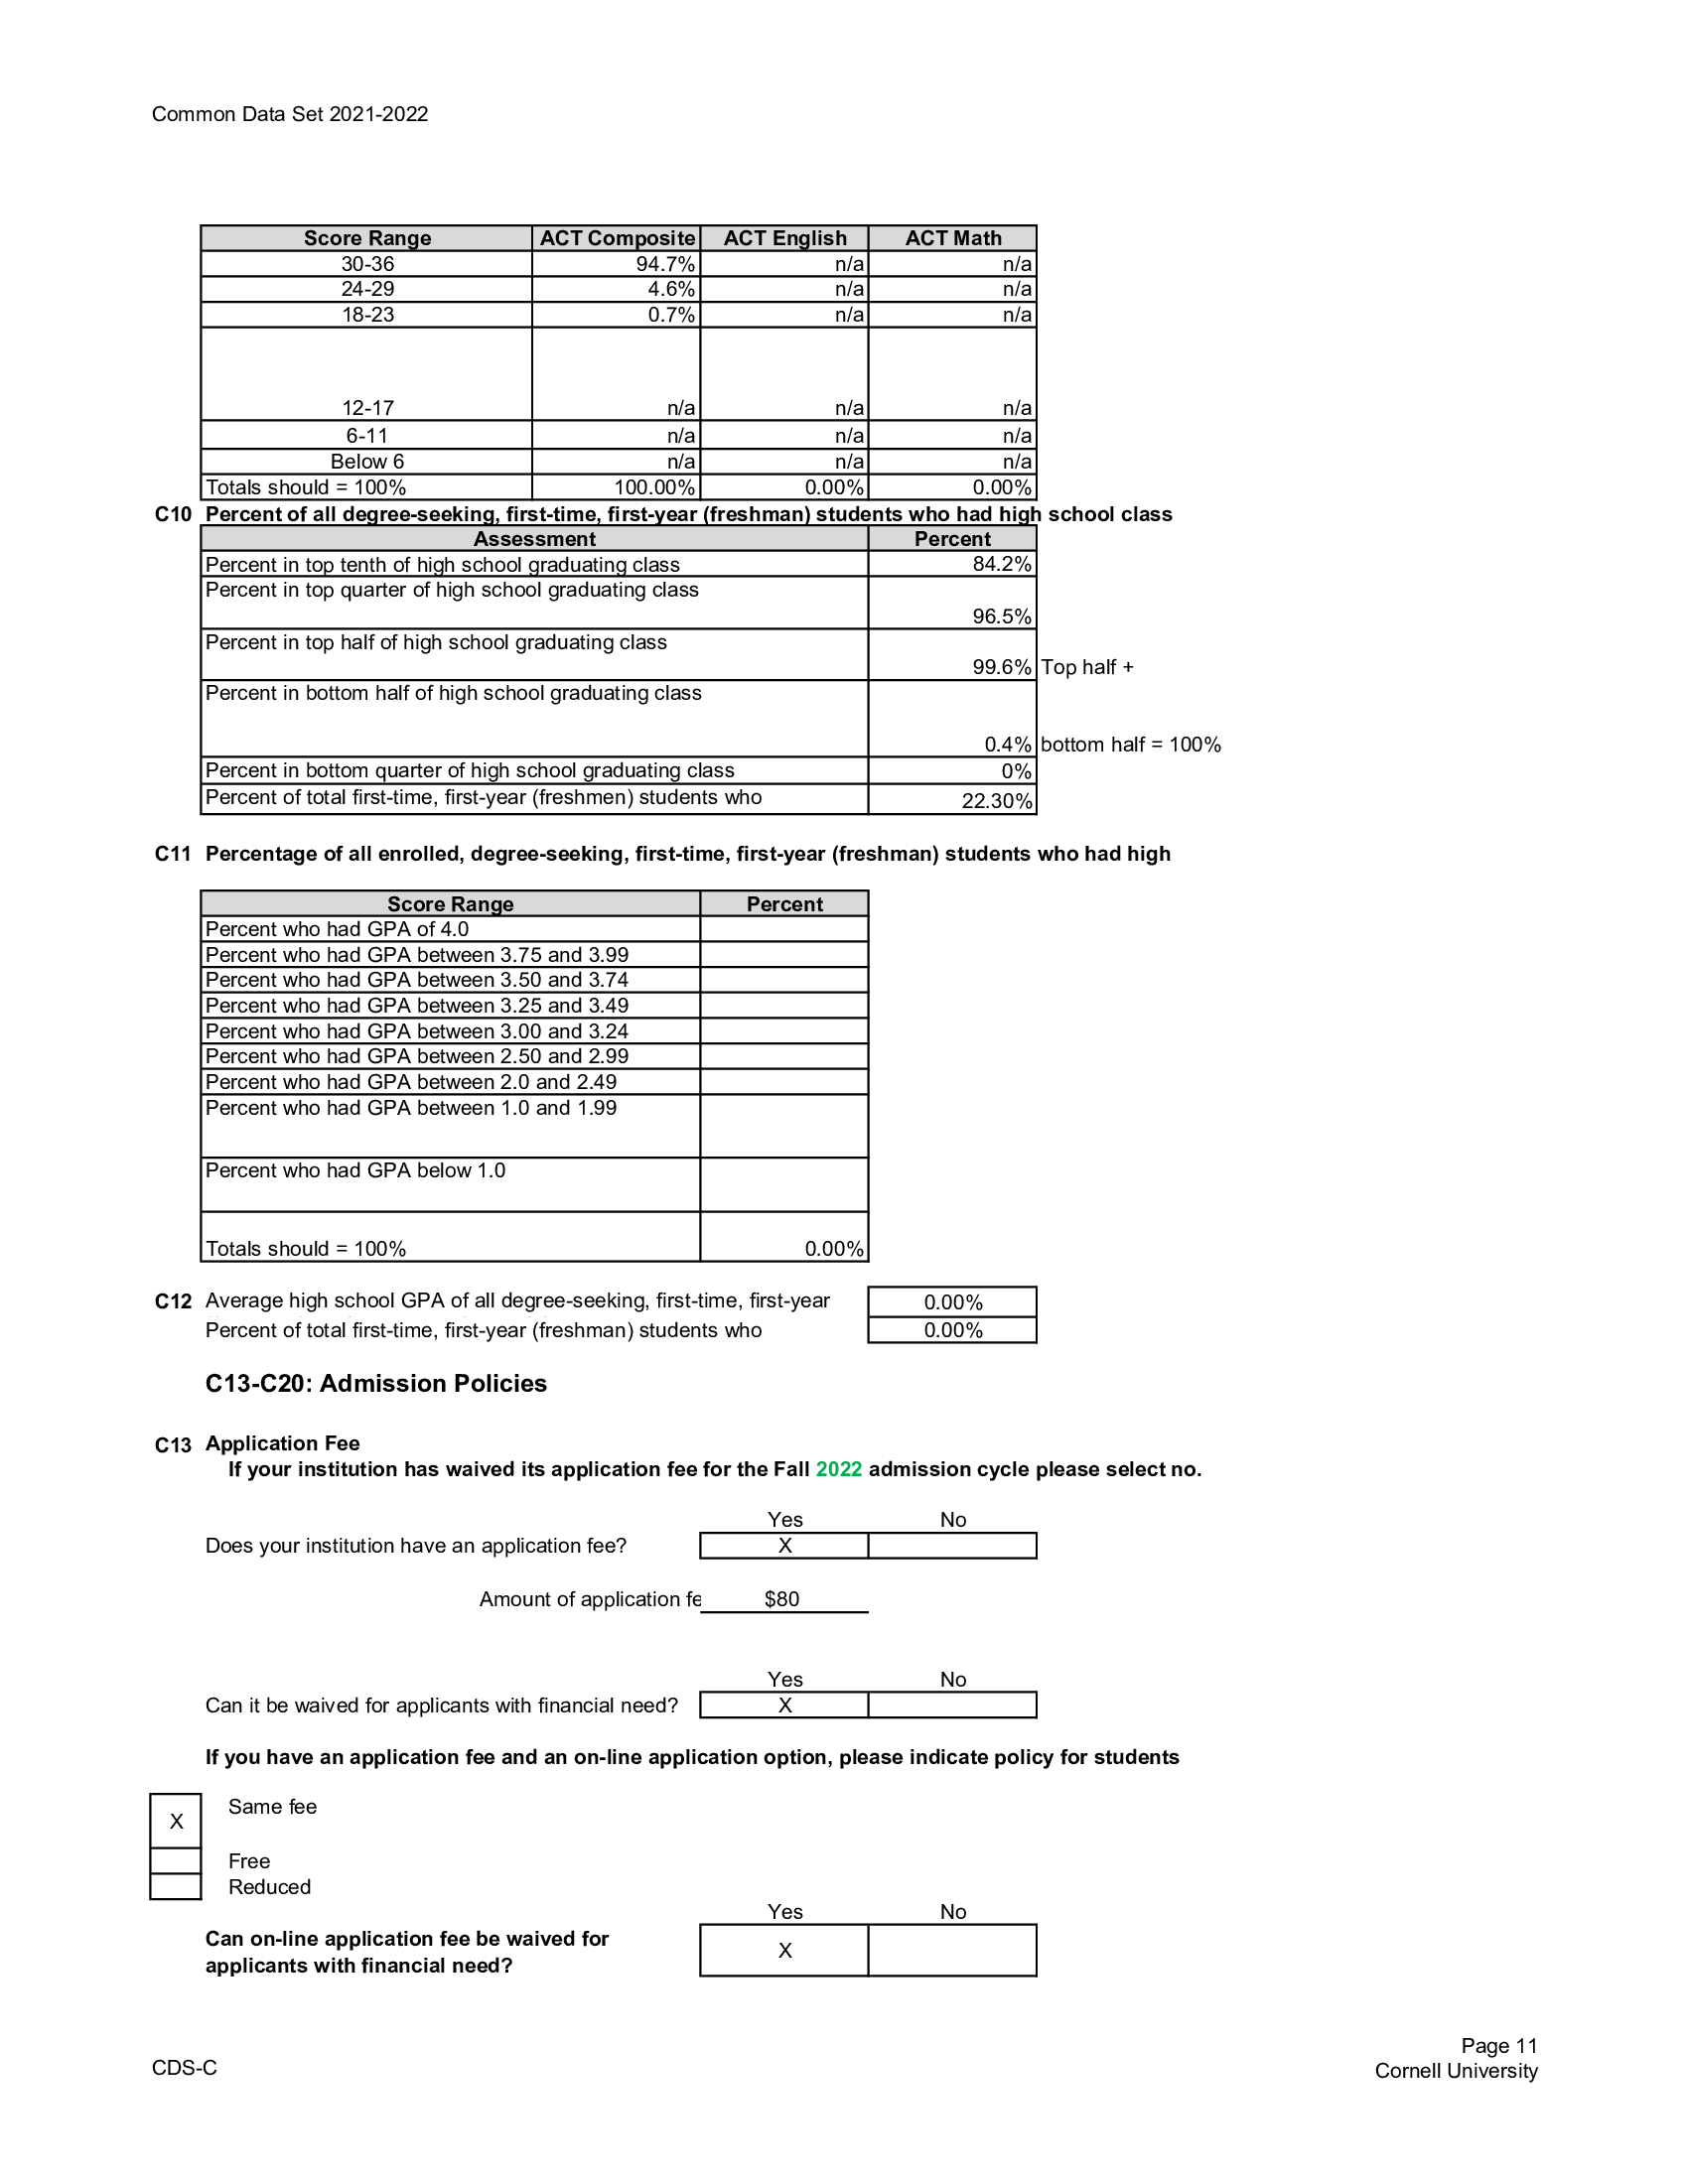 Common Data Set 2021-2022
Score Range ACT Composite ACT English ACT Math
30-36 94.7% n/a n/a
24-29 4.6% n/a n/a
18-23 0.7% n/a n/a
12-17 n/a n/a n/a
6-11 n/a n/a n/a
Below 6 n/a n/a n/a
Totals should = 100% 100.00% 0.00% 0.00%
C10 Percent of all degree-seeking, first-time, first-year (freshman) students who had high school class
Assessment Percent
Percent in top tenth of high school graduating class 84.2%
Percent in top quarter of high school graduating class
96.5%
Percent in top half of high school graduating class
99.6% Top half +
Percent in bottom half of high school graduating class
0.4% bottom half = 100%
Percent in bottom quarter of high school graduating class 0%
Percent of total first-time, first-year (freshmen) students who 22.30%
C11 Percentage of all enrolled, degree-seeking, first-time, first-year (freshman) students who had high
Score Range Percent
Percent who had GPA of 4.0
Percent who had GPA between 3.75 and 3.99
Percent who had GPA between 3.50 and 3.74
Percent who had GPA between 3.25 and 3.49
Percent who had GPA between 3.00 and 3.24
Percent who had GPA between 2.50 and 2.99
Percent who had GPA between 2.0 and 2.49
Percent who had GPA between 1.0 and 1.99
Percent who had GPA below 1.0
Totals should = 100% 0.00%
C12 Average high school GPA of all degree-seeking, first-time, first-year 0.00%
Percent of total first-time, first-year (freshman) students who 0.00%
C13-C20: Admission Policies
C13 Application Fee
If your institution has waived its application fee for the Fall 2022 admission cycle please select no.
Yes No
Does your institution have an application fee? X
Amount of application fe $80
Yes No
Can it be waived for applicants with financial need? X
If you have an application fee and an on-line application option, please indicate policy for students
X Same fee
Free
Reduced
Yes No
Can on-line application fee be waived for
applicants with financial need? X
Page 11
CDS-C Cornell University